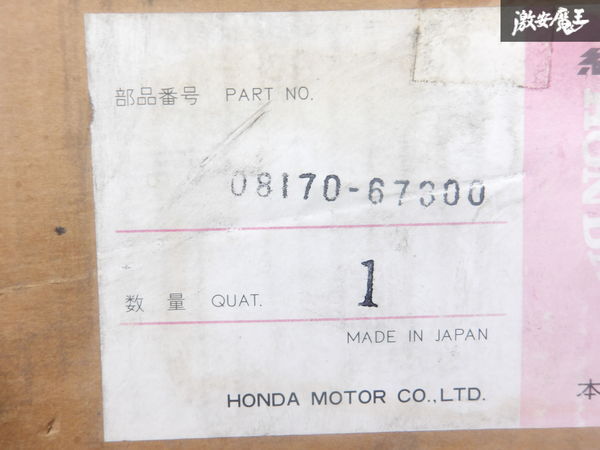 激安魔王
部品番号 PART NO.
08170-67300
数量 QUAT. 1
MADE IN JAPAN
HONDA MOTOR CO.,LTD.
HOND
本